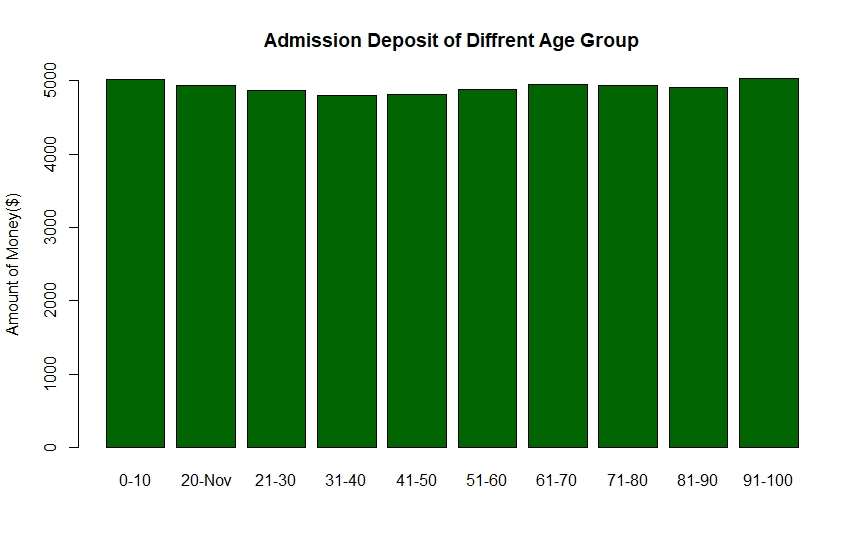 Admission Deposit of Diffrent Age Group
Amount of Money($)
5000
4000
3000
2000
1000
0
0-10 20-Nov 21-30 31-40 41-50 51-60 61-70 71-80 81-90 91-100